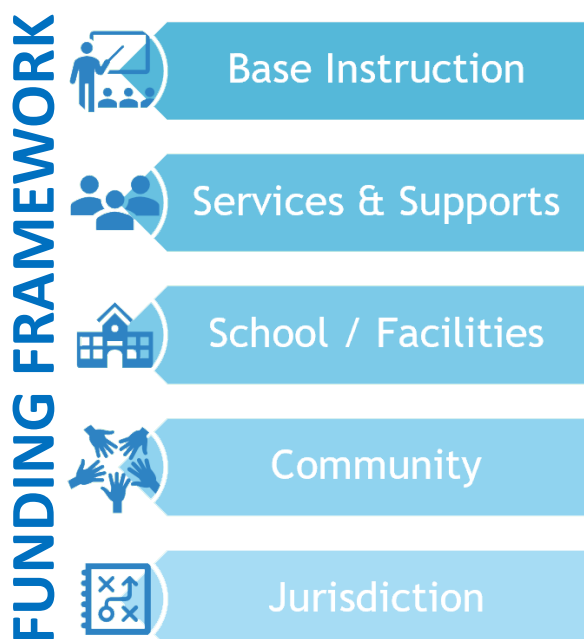 FUNDING FRAMEWORK
Base Instruction
Services & Supports
School / Facilities
Community
Jurisdiction